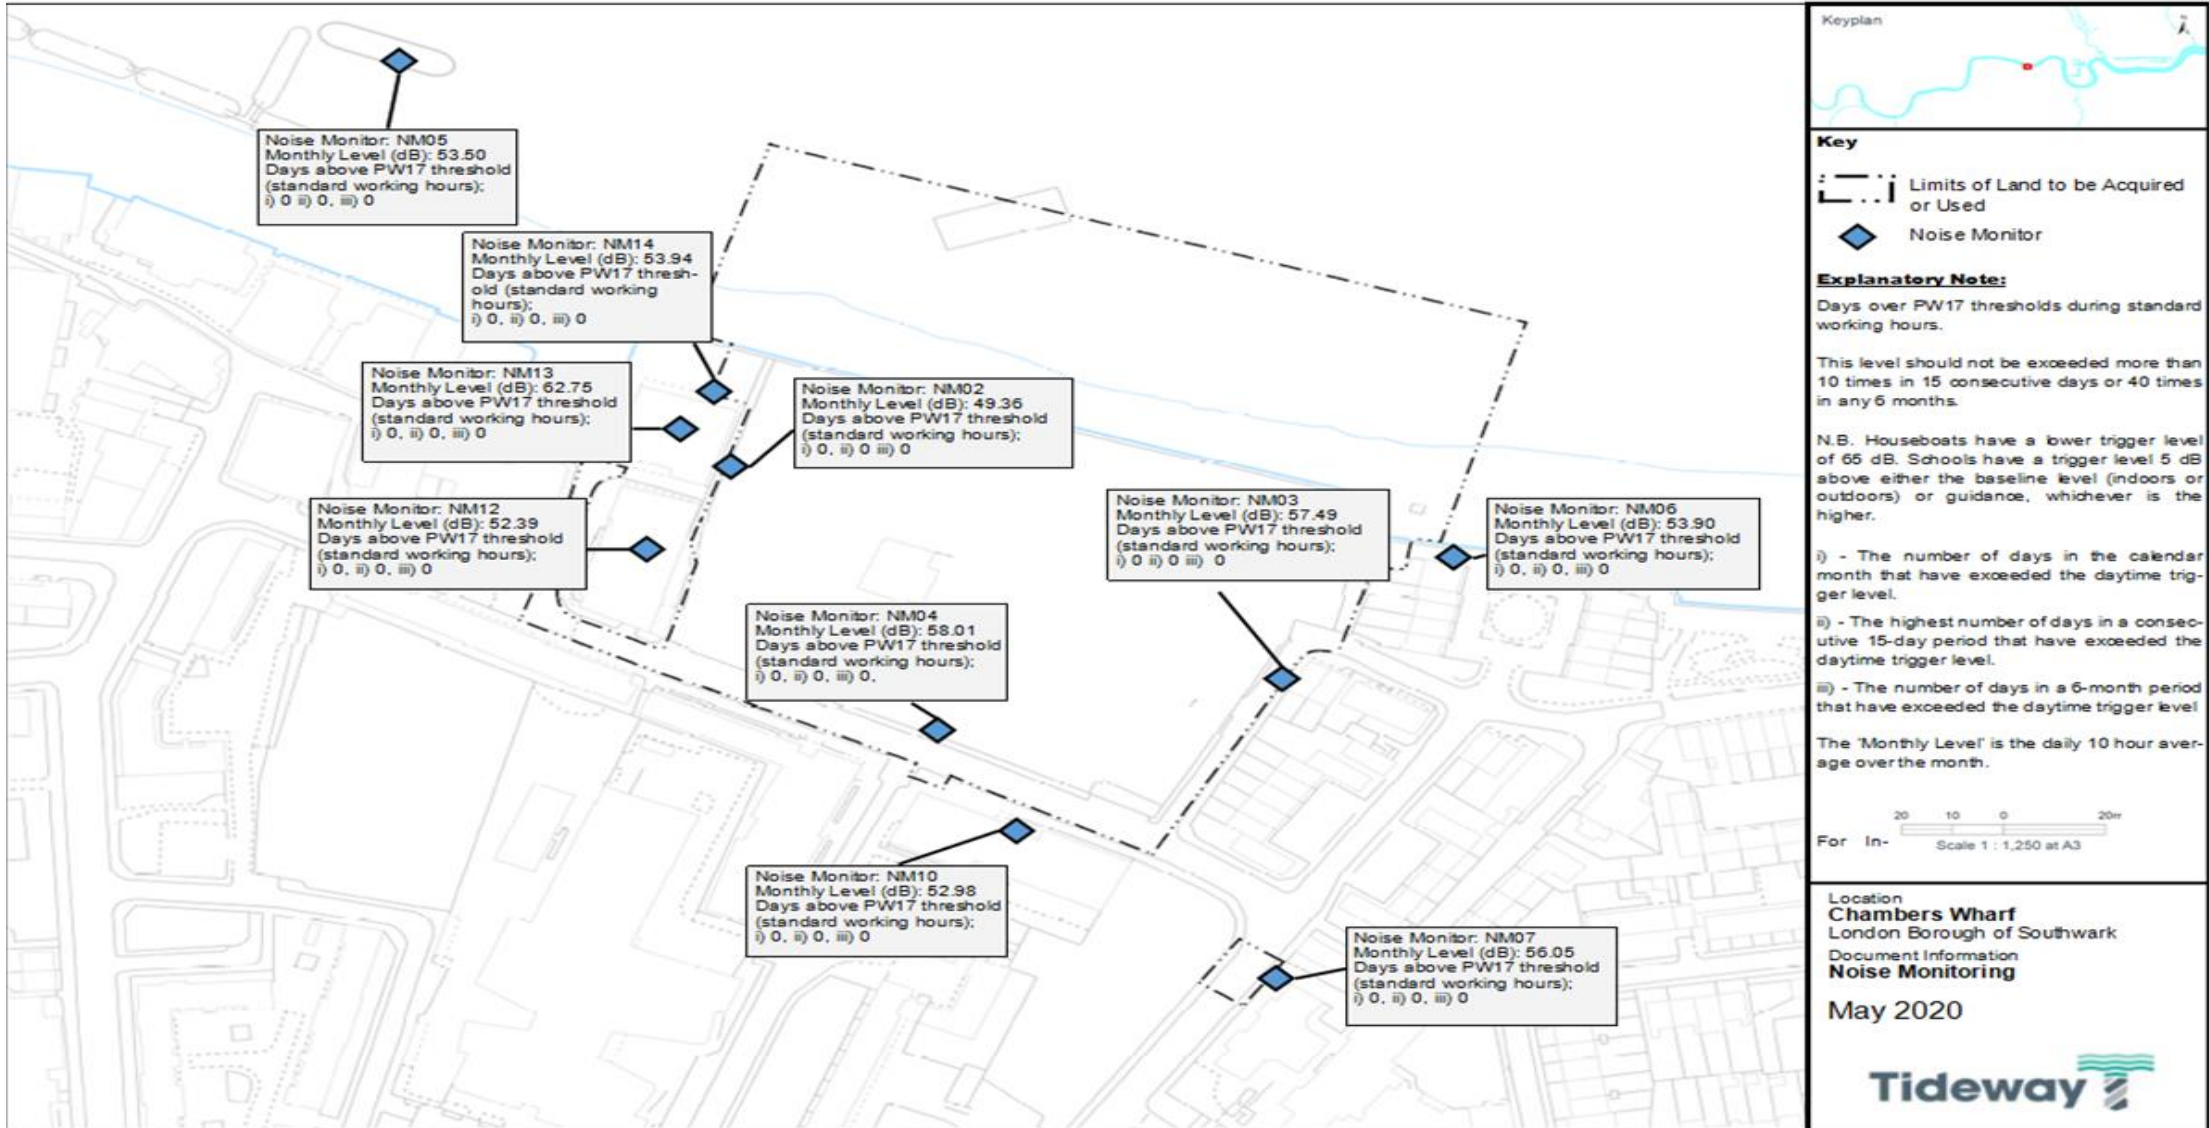 Noise Monitor: NM05
Monthly Level (dB): 53.50
Days above PW17 threshold
(standard working hours);
i) 0 ii) 0, iii) 0
Noise Monitor: NM14
Monthly Level (dB): 53.94
Days above PW17 thresh-
old (standard working
hours);
i) 0, ii) 0, iii) 0
Noise Monitor: NM13
Monthly Level (dB): 62.75
Days above PW17 threshold
(standard working hours);
i) 0, ii) 0, iii) 0
Noise Monitor: NM02
Monthly Level (dB): 49.36
Days above PW17 threshold
(standard working hours);
i) 0, ii) 0 iii) 0
Noise Monitor: NM12
Monthly Level (dB): 52.39
Days above PW17 threshold
(standard working hours);
i) 0, ii) 0, iii) 0
Noise Monitor: NM03
Monthly Level (dB): 57.49
Days above PW17 threshold
(standard working hours);
i) 0 ii) 0 iii) 0
Noise Monitor: NM06
Monthly Level (dB): 53.90
Days above PW17 threshold
(standard working hours);
i) 0, ii) 0, iii) 0
Noise Monitor: NM04
Monthly Level (dB): 58.01
Days above PW17 threshold
(standard working hours);
i) 0, ii) 0, iii) 0,
Noise Monitor: NM10
Monthly Level (dB): 52.98
Days above PW17 threshold
(standard working hours);
i) 0, ii) 0, iii) 0
Noise Monitor: NM07
Monthly Level (dB): 56.05
Days above PW17 threshold
(standard working hours);
i) 0, ii) 0, iii) 0
Keyplan
Key
Limits of Land to be Acquired
or Used
Noise Monitor
Explanatory Note:
Days over PW17 thresholds during standard
working hours.
This level should not be exceeded more than
10 times in 15 consecutive days or 40 times
in any 6 months.
N.B. Houseboats have a lower trigger level
of 65 dB. Schools have a trigger level 5 dB
above either the baseline level (indoors or
outdoors) or guidance, whichever is the
higher.
i) - The number of days in the calendar
month that have exceeded the daytime trig-
ger level.
ii) - The highest number of days in a consec-
utive 15-day period that have exceeded the
daytime trigger level.
iii) - The number of days in a 6-month period
that have exceeded the daytime trigger level
The 'Monthly Level' is the daily 10 hour aver-
age over the month.
20 10 0 20m
For In-
Scale 1 : 1,250 at A3
Location
Chambers Wharf
London Borough of Southwark
Document Information
Noise Monitoring
May 2020
Tideway